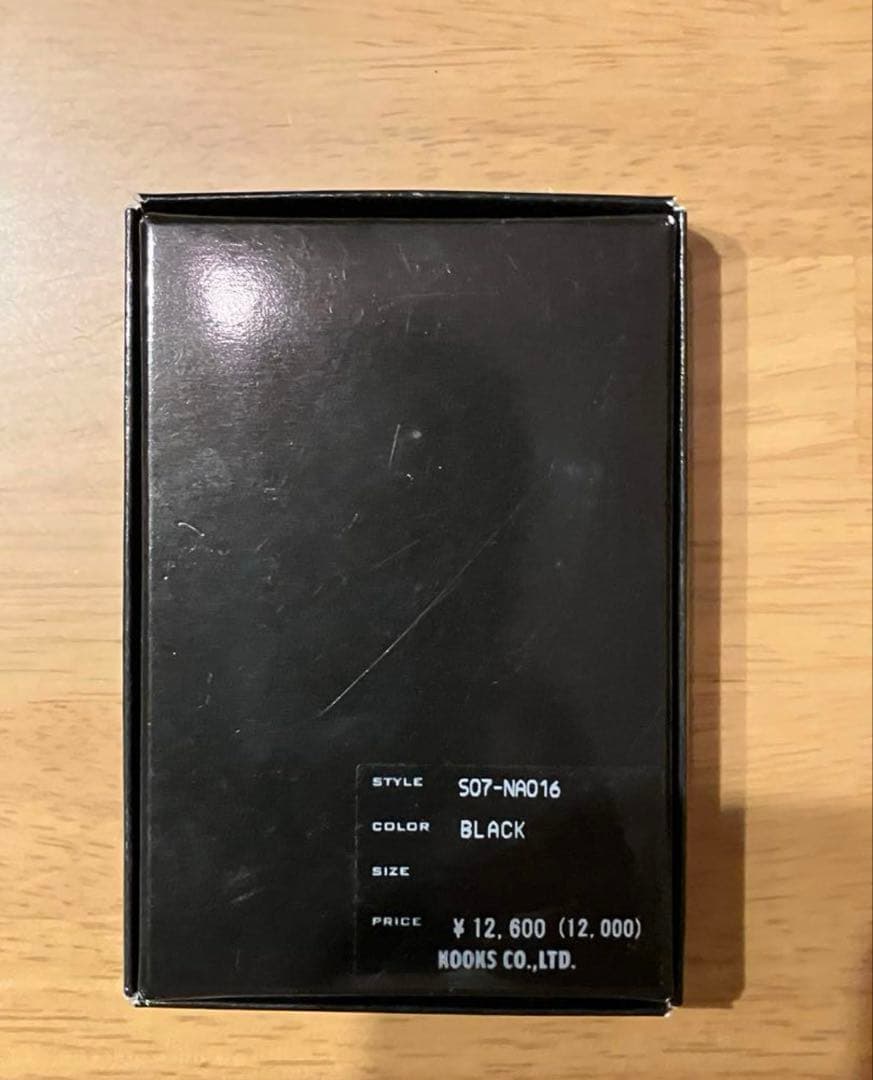 STYLE S07-NA016
COLOR BLACK
SIZE
PRICE ¥12,600 (12,000)
KOOKS CO.,LTD.